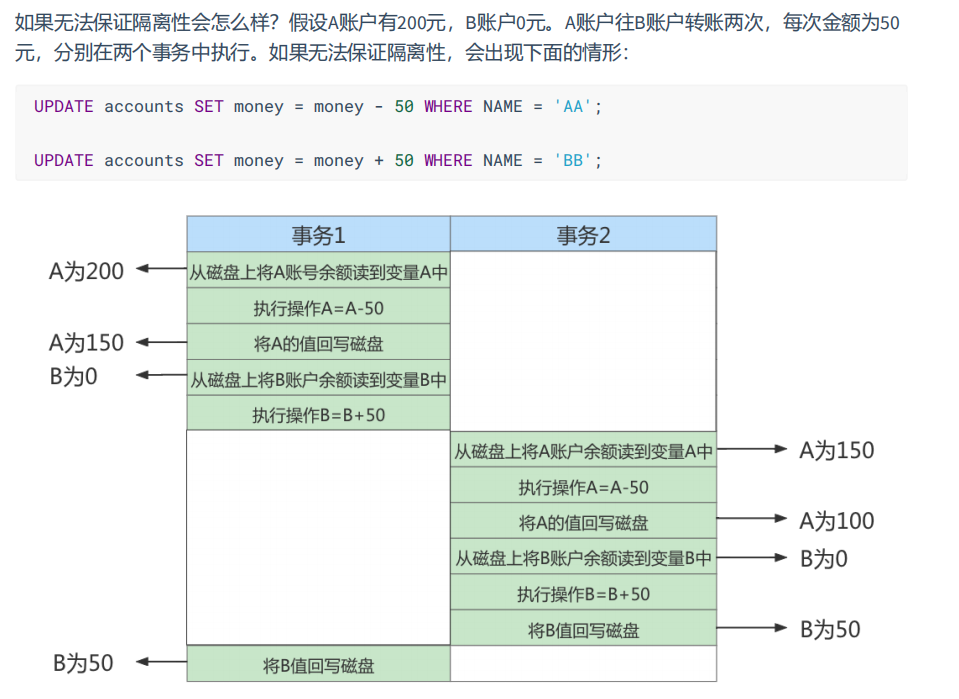 如果无法保证隔离性会怎么样？假设A账户有200元，B账户0元。A账户往B账户转账两次，每次金额为50
元，分别在两个事务中执行。如果无法保证隔离性，会出现下面的情形：
UPDATE accounts SET money = money - 50 WHERE NAME = 'AA';
UPDATE accounts SET money = money + 50 WHERE NAME = 'BB';
事务1 事务2
A为200 从磁盘上将A账号余额读到变量A中
执行操作A=A-50
A为150 将A的值回写磁盘
B为0 从磁盘上将B账户余额读到变量B中
执行操作B=B+50
从磁盘上将A账户余额读到变量A中 A为150
执行操作A=A-50
将A的值回写磁盘 A为100
从磁盘上将B账户余额读到变量B中 B为0
执行操作B=B+50
将B值回写磁盘 B为50
B为50 将B值回写磁盘